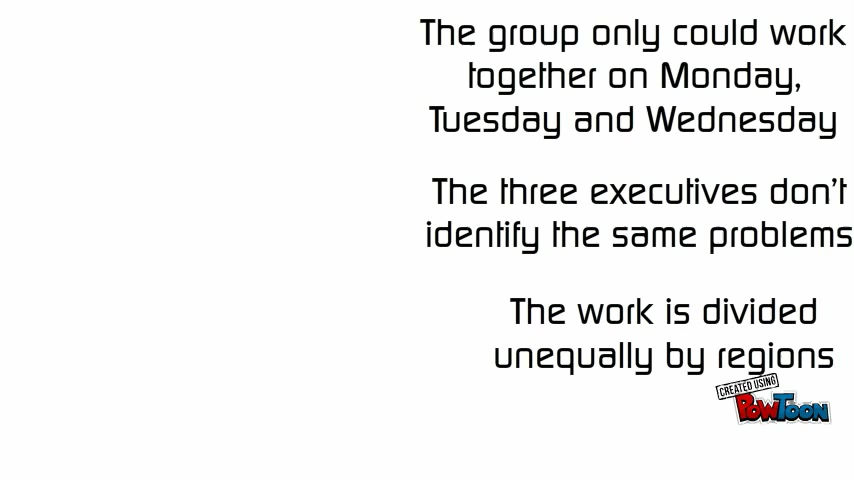 The group only could work
together on Monday,
Tuesday and Wednesday
The three executives don't
identify the same problems
The work is divided
unequally by regions
CREATED USING
POWTOON